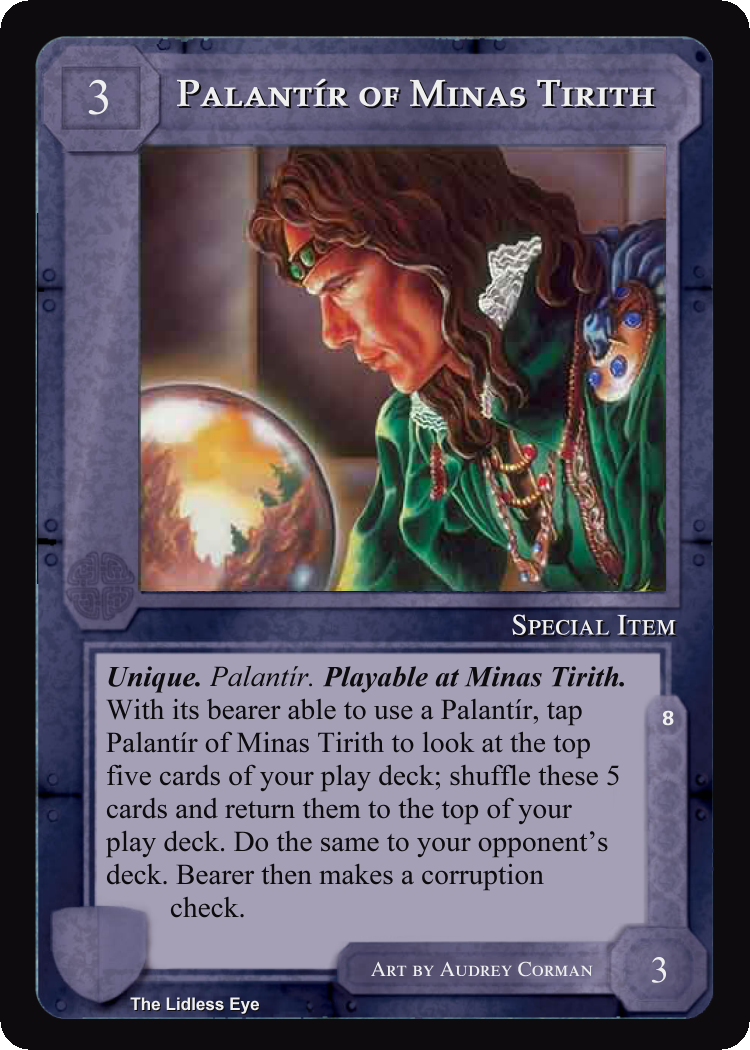 3
Palantír of Minas Tirith
Special Item
Unique. Palantír. Playable at Minas Tirith.
With its bearer able to use a Palantír, tap
Palantír of Minas Tirith to look at the top
five cards of your play deck; shuffle these 5
cards and return them to the top of your
play deck. Do the same to your opponent’s
deck. Bearer then makes a corruption
check.
8
Art by Audrey Corman
3
The Lidless Eye